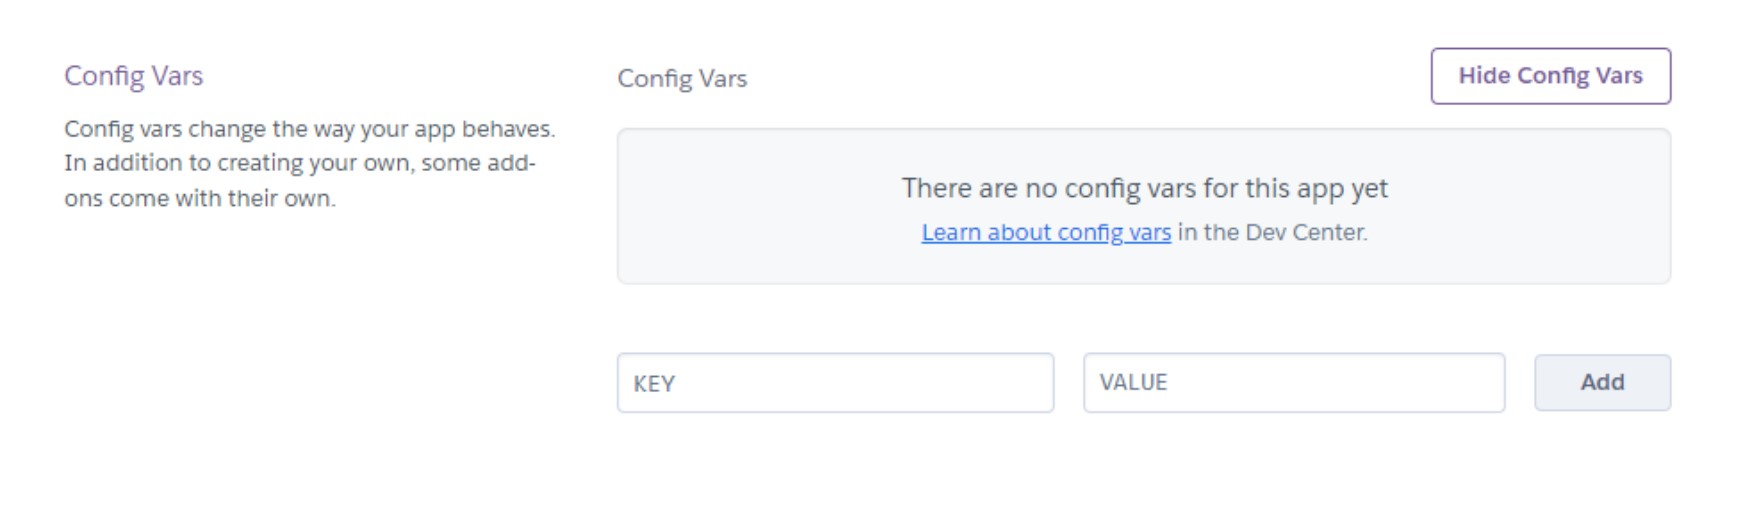 Config Vars
Config vars change the way your app behaves.
In addition to creating your own, some add-
ons come with their own.
Config Vars
Hide Config Vars
There are no config vars for this app yet
Learn about config vars in the Dev Center.
KEY
VALUE
Add